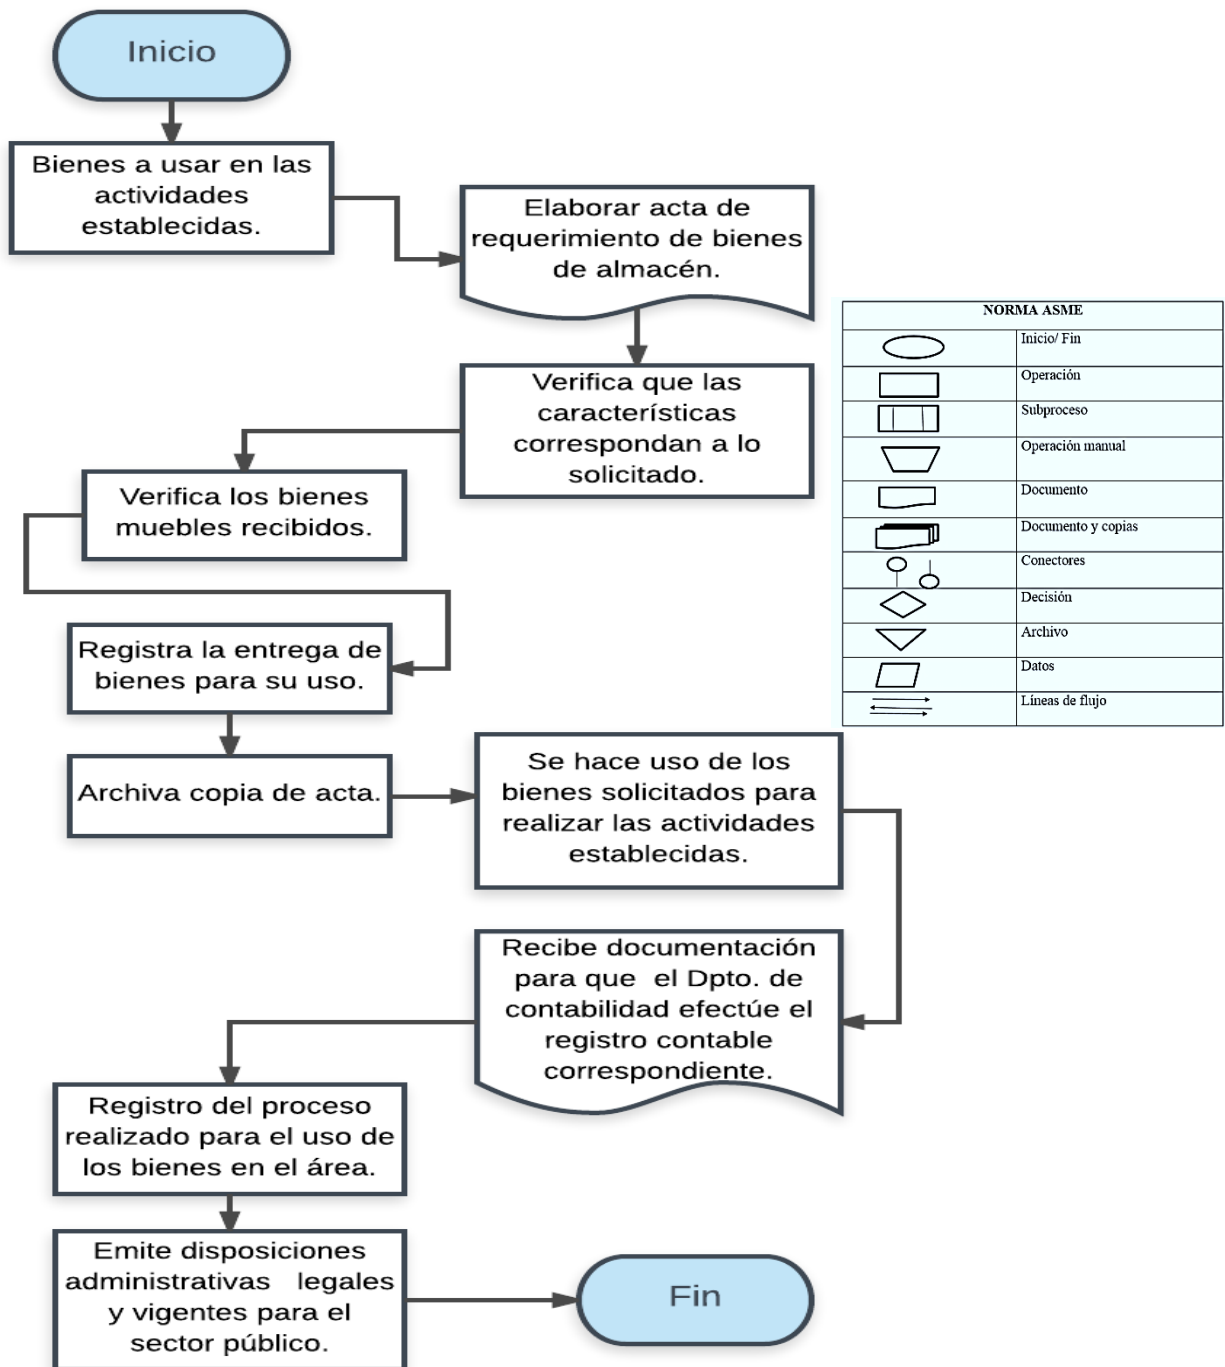 Inicio
Bienes a usar en las
actividades
establecidas.
Elaborar acta de
requerimiento de bienes
de almacén.
NORMA ASME
Inicio/ Fin
Operación
Subproceso
Operación manual
Documento
Documento y copias
Conectores
Decisión
Archivo
Datos
Líneas de flujo
Verifica que las
características
correspondan a lo
solicitado.
Verifica los bienes
muebles recibidos.
Registra la entrega de
bienes para su uso.
Archiva copia de acta.
Se hace uso de los
bienes solicitados para
realizar las actividades
establecidas.
Recibe documentación
para que el Dpto. de
contabilidad efectúe el
registro contable
correspondiente.
Registro del proceso
realizado para el uso de
los bienes en el área.
Emite disposiciones
administrativas legales
y vigentes para el
sector público.
Fin